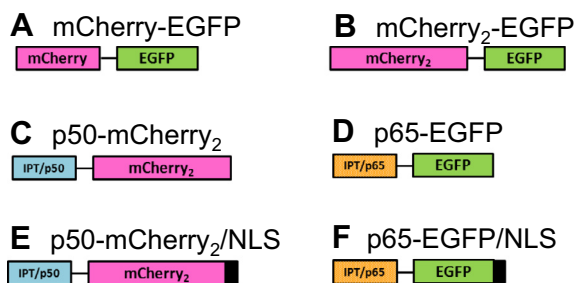 A mCherry-EGFP
mCherry EGFP
B mCherry₂-EGFP
mCherry₂ EGFP
C p50-mCherry₂
IPT/p50 mCherry₂
D p65-EGFP
IPT/p65 EGFP
E p50-mCherry₂/NLS
IPT/p50 mCherry₂
F p65-EGFP/NLS
IPT/p65 EGFP